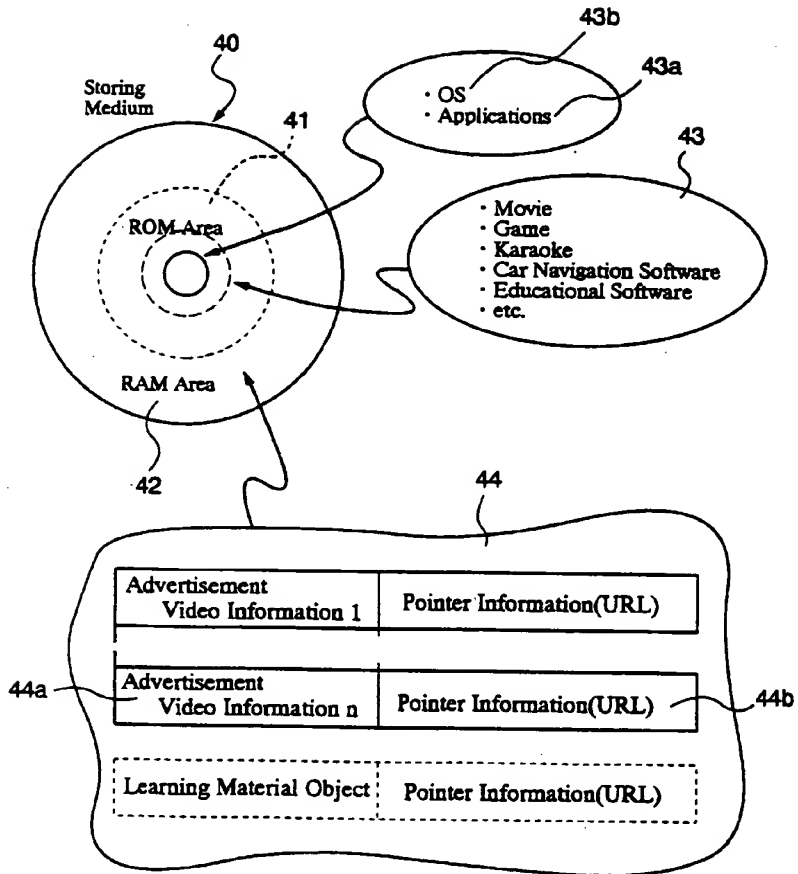 40
Storing
Medium
41
ROM Area
RAM Area
42
43b
43a
· OS
· Applications
43
· Movie
· Game
· Karaoke
· Car Navigation Software
· Educational Software
· etc.
44
Advertisement
Video Information 1
Pointer Information(URL)
44a
Advertisement
Video Information n
Pointer Information(URL)
44b
Learning Material Object
Pointer Information(URL)